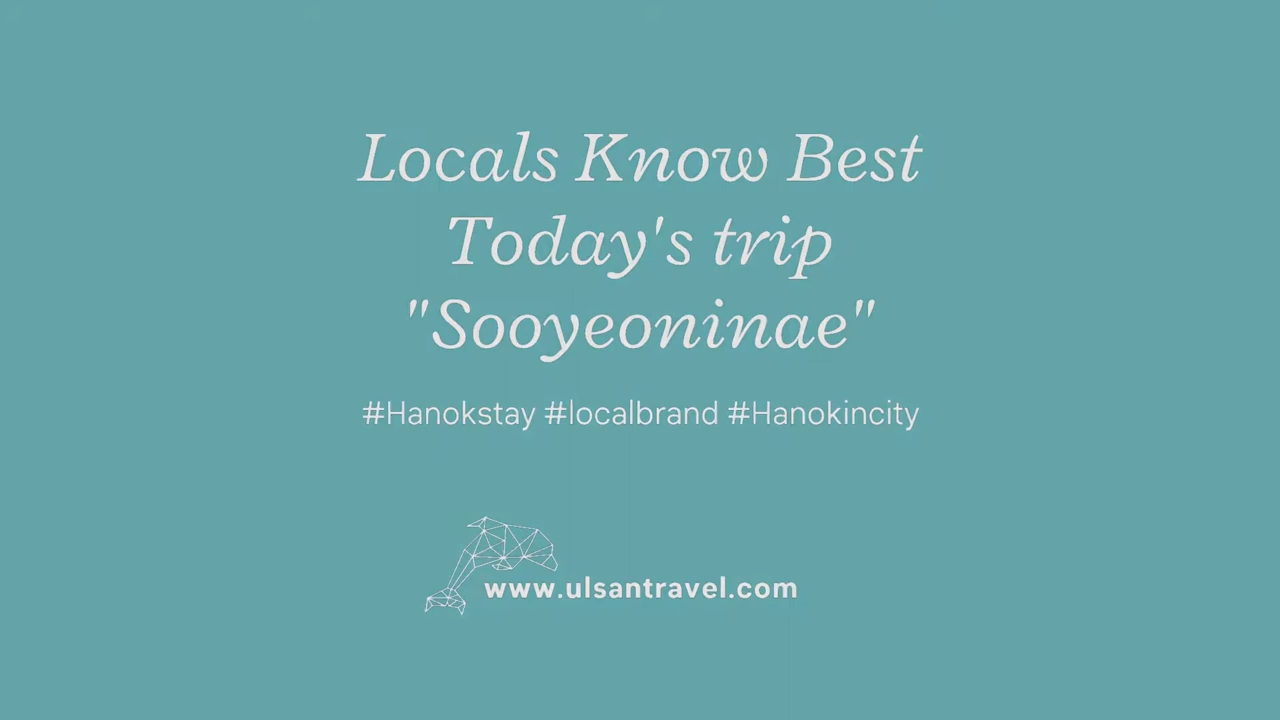 Locals Know Best
Today's trip
"Sooyeoninae"
#Hanokstay #localbrand #Hanokincity
www.ulsantravel.com